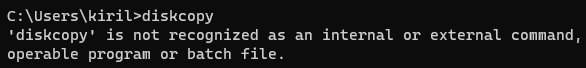 C:\Users\kiril>diskcopy
'diskcopy' is not recognized as an internal or external command,
operable program or batch file.